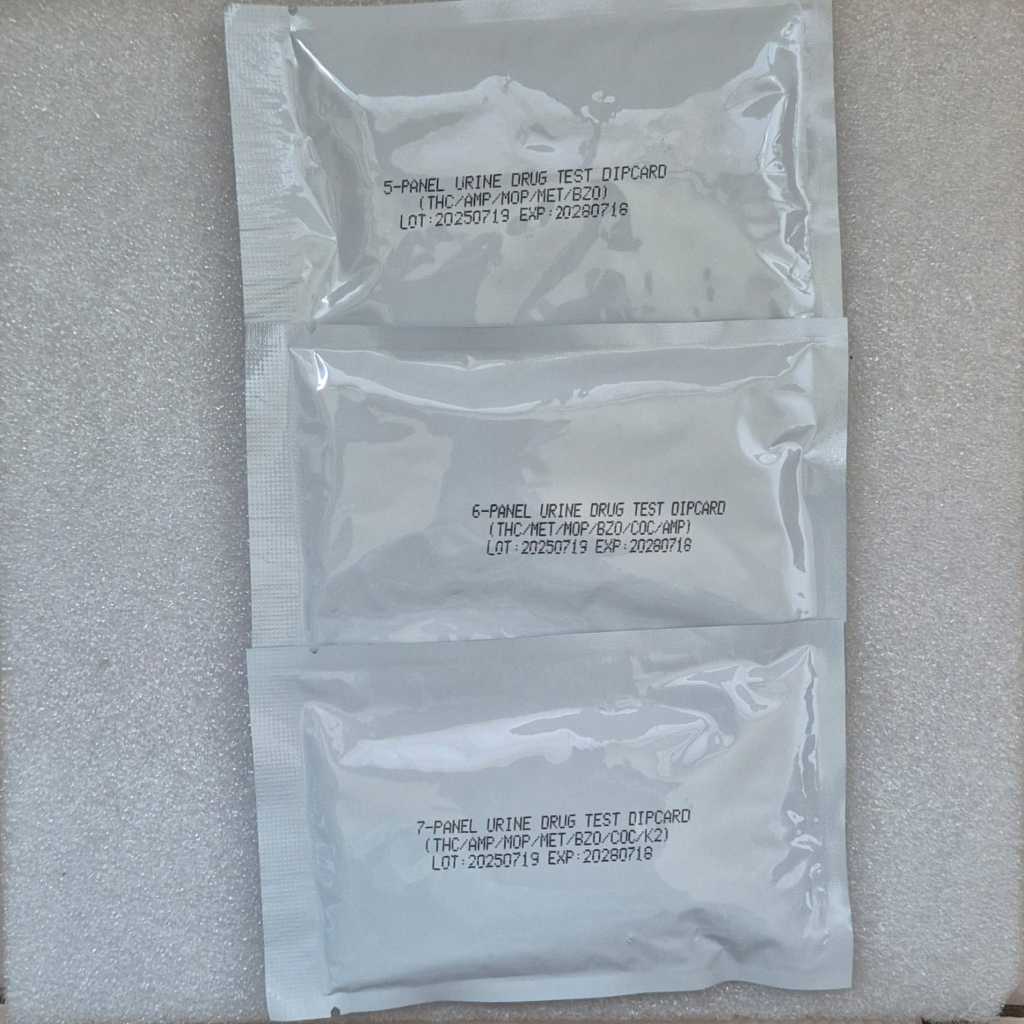 5-PANEL URINE DRUG TEST DIPCARD
(THC/AMP/MOP/MET/BZO)
LOT:20250719 EXP:20280718
6-PANEL URINE DRUG TEST DIPCARD
(THC/MET/MOP/BZO/COC/AMP)
LOT:20250719 EXP:20280718
7-PANEL URINE DRUG TEST DIPCARD
(THC/AMP/MOP/MET/BZO/COC/K2)
LOT:20250719 EXP:20280718